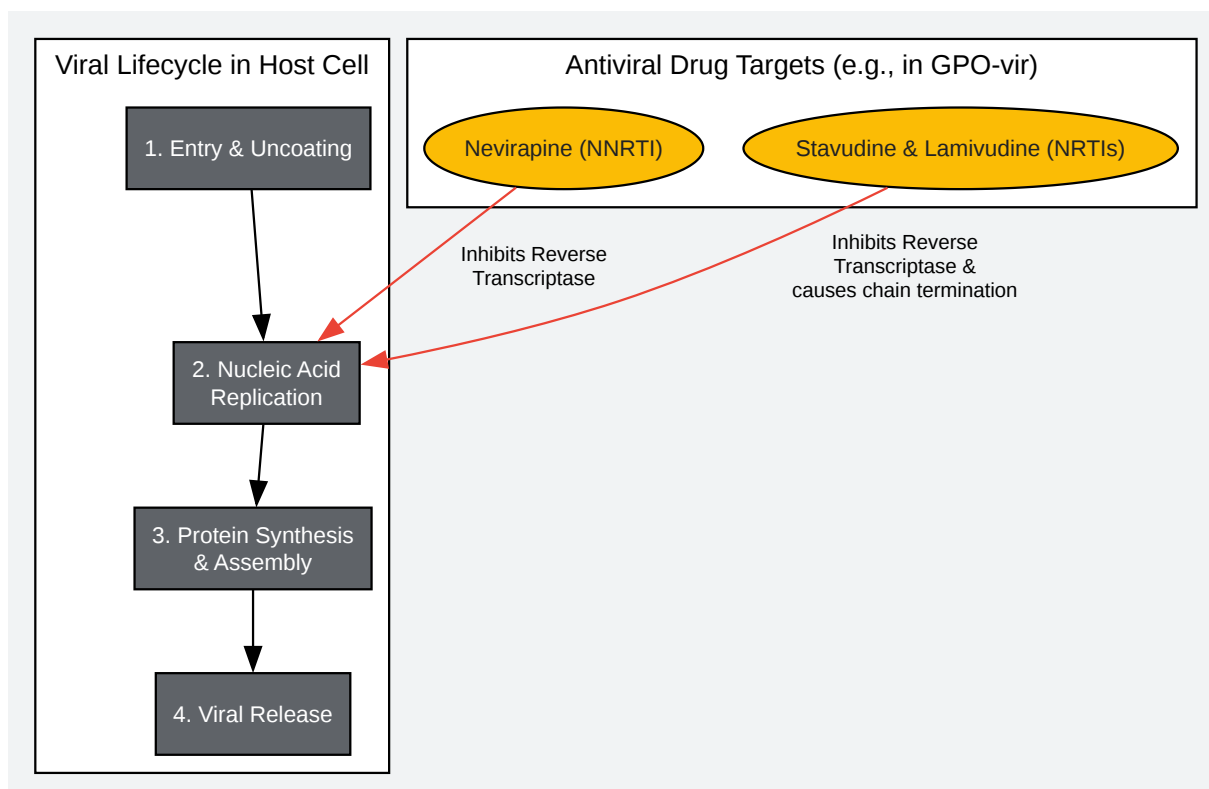 Viral Lifecycle in Host Cell
1. Entry & Uncoating
2. Nucleic Acid
Replication
3. Protein Synthesis
& Assembly
4. Viral Release
Antiviral Drug Targets (e.g., in GPO-vir)
Nevirapine (NNRTI)
Stavudine & Lamivudine (NRTIs)
Inhibits Reverse
Transcriptase
Inhibits Reverse
Transcriptase &
causes chain termination